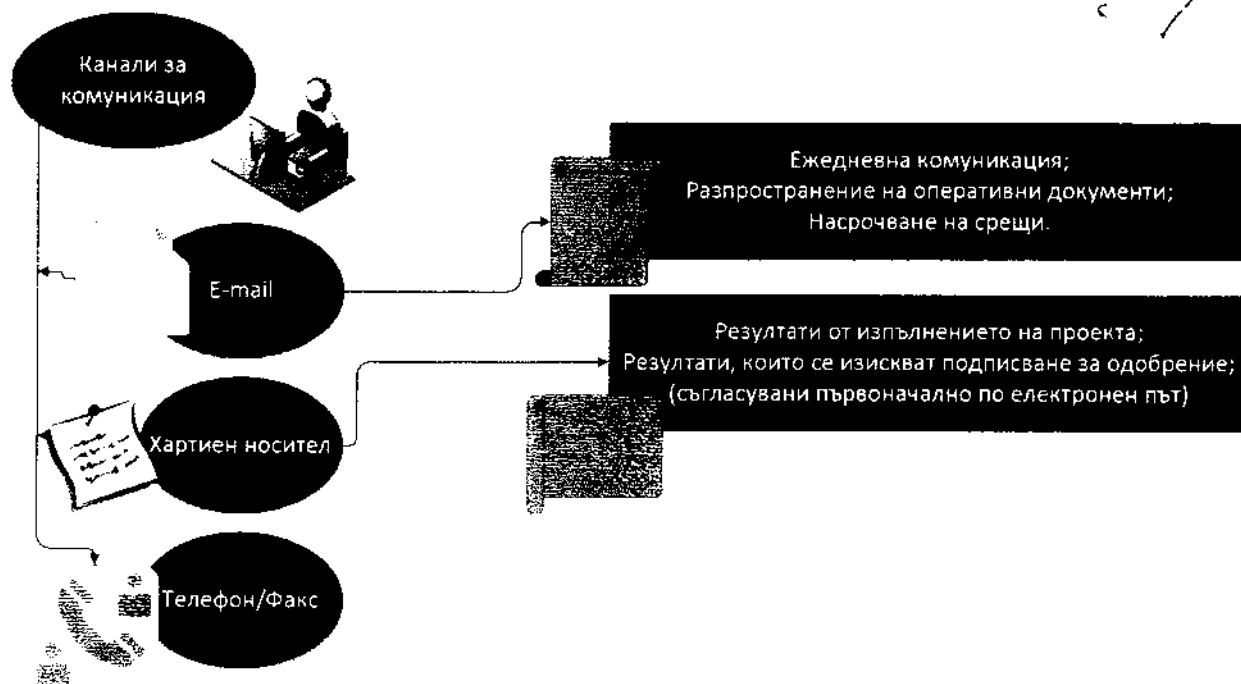 Канали за
комуникация
Ежедневна комуникация;
Разпространение на оперативни документи;
Насрочване на срещи.
E-mail
Резултати от изпълнението на проекта;
Резултати, които се изискват подписване за одобрение;
(съгласувани първоначално по електронен път)
Хартиен носител
Телефон/Факс